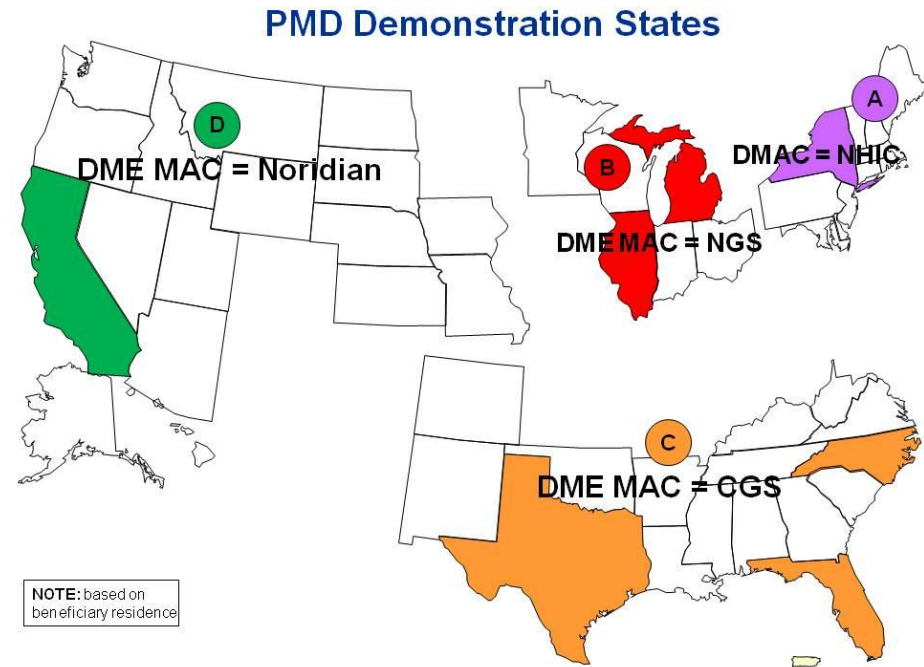 PMD Demonstration States
A
D
DME MAC = Noridian
B
DMAC = NHIC
DME MAC = NGS
C
DME MAC = CGS
NOTE: based on
beneficiary residence